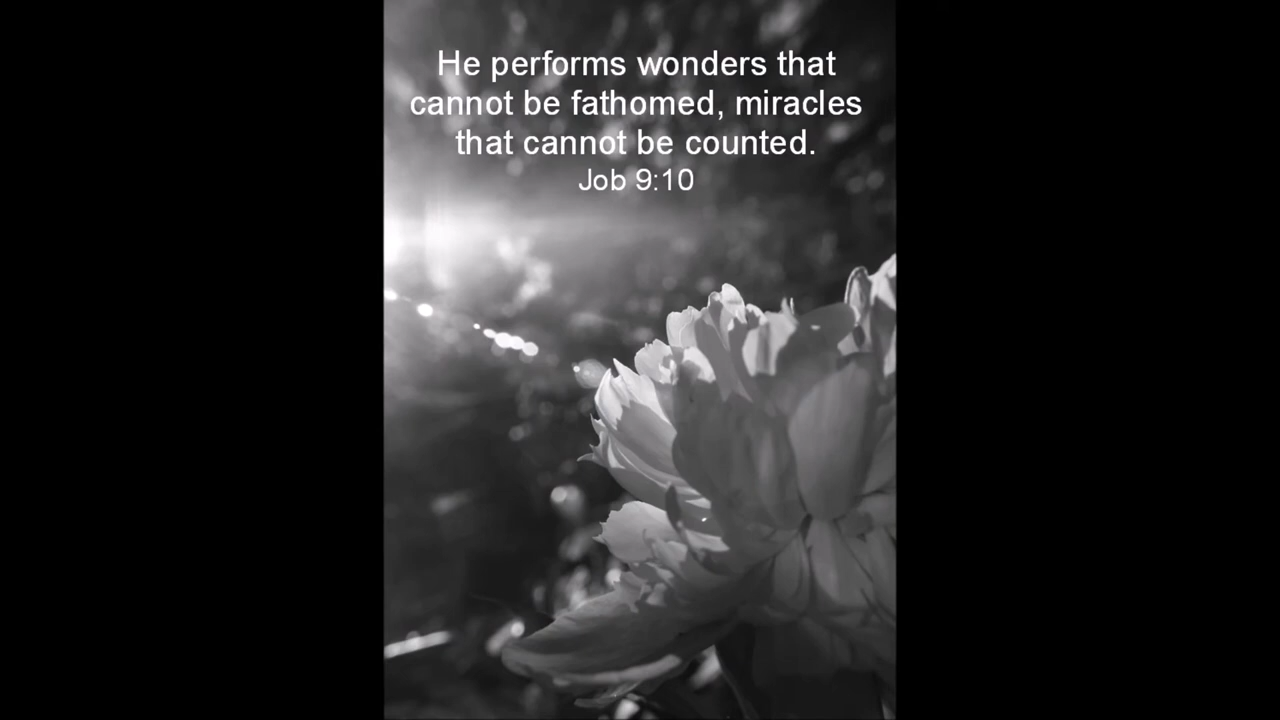 He performs wonders that
cannot be fathomed, miracles
that cannot be counted.
Job 9:10